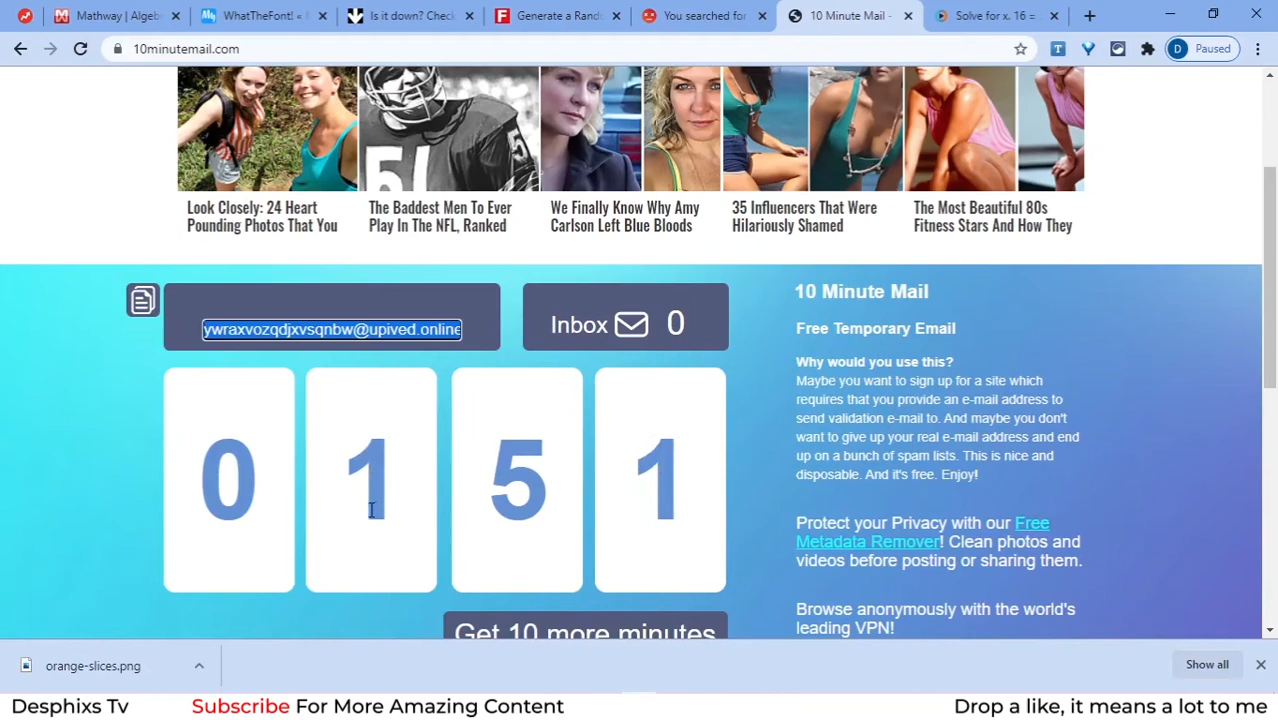 Mathway | Algeb
WhatTheFont! «
Is it down? Check
Generate a Rand
You searched for
10 Minute Mail -
Solve for x. 16 =
10minutemail.com
D Paused
51
Look Closely: 24 Heart
Pounding Photos That You
The Baddest Men To Ever
Play In The NFL, Ranked
We Finally Know Why Amy
Carlson Left Blue Bloods
35 Influencers That Were
Hilariously Shamed
The Most Beautiful 80s
Fitness Stars And How They
ywraxvozqdjxvsqnbw@upived.online
Inbox 0
0 1 5 1
Get 10 more minutes
10 Minute Mail
Free Temporary Email
Why would you use this?
Maybe you want to sign up for a site which
requires that you provide an e-mail address to
send validation e-mail to. And maybe you don't
want to give up your real e-mail address and end
up on a bunch of spam lists. This is nice and
disposable. And it's free. Enjoy!
Protect your Privacy with our Free
Metadata Remover! Clean photos and
videos before posting or sharing them.
Browse anonymously with the world's
leading VPN!
orange-slices.png
Show all
Desphixs Tv
Subscribe For More Amazing Content
Drop a like, it means a lot to me